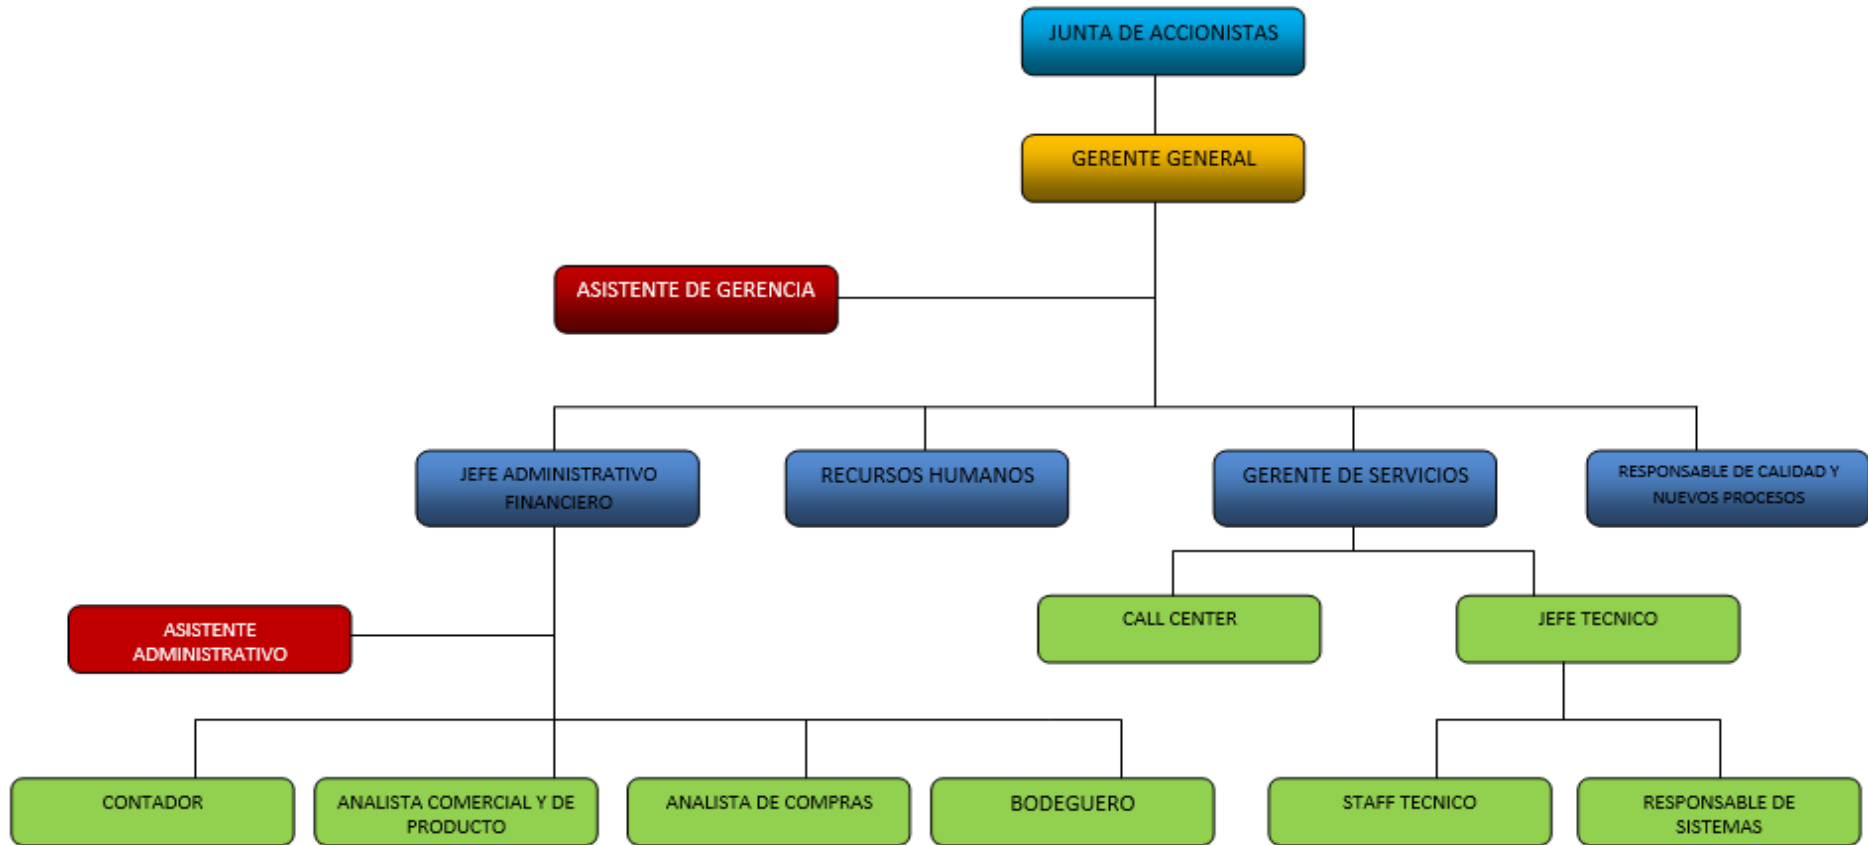 JUNTA DE ACCIONISTAS
GERENTE GENERAL
ASISTENTE DE GERENCIA
JEFE ADMINISTRATIVO
FINANCIERO
RECURSOS HUMANOS
GERENTE DE SERVICIOS
RESPONSABLE DE CALIDAD Y
NUEVOS PROCESOS
ASISTENTE
ADMINISTRATIVO
CALL CENTER
JEFE TECNICO
CONTADOR
ANALISTA COMERCIAL Y DE
PRODUCTO
ANALISTA DE COMPRAS
BODEGUERO
STAFF TECNICO
RESPONSABLE DE
SISTEMAS